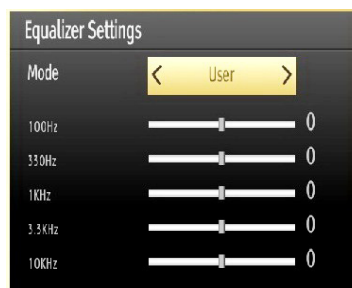 Equalizer Settings
Mode < User >
100Hz 0
330Hz 0
1KHz 0
3.3KHz 0
10KHz 0